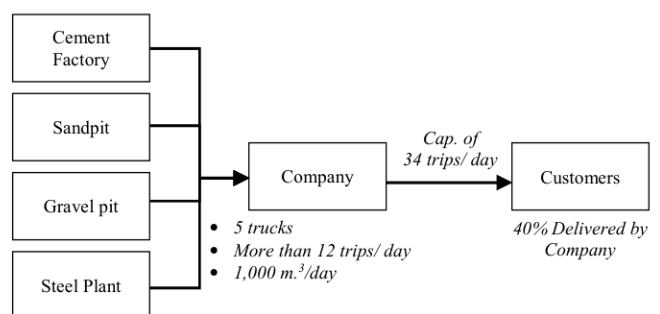 Cement
Factory
Sandpit
Gravel pit
Steel Plant
Company
• 5 trucks
• More than 12 trips/ day
• 1,000 m.³/day
Cap. of
34 trips/ day
Customers
40% Delivered by
Company